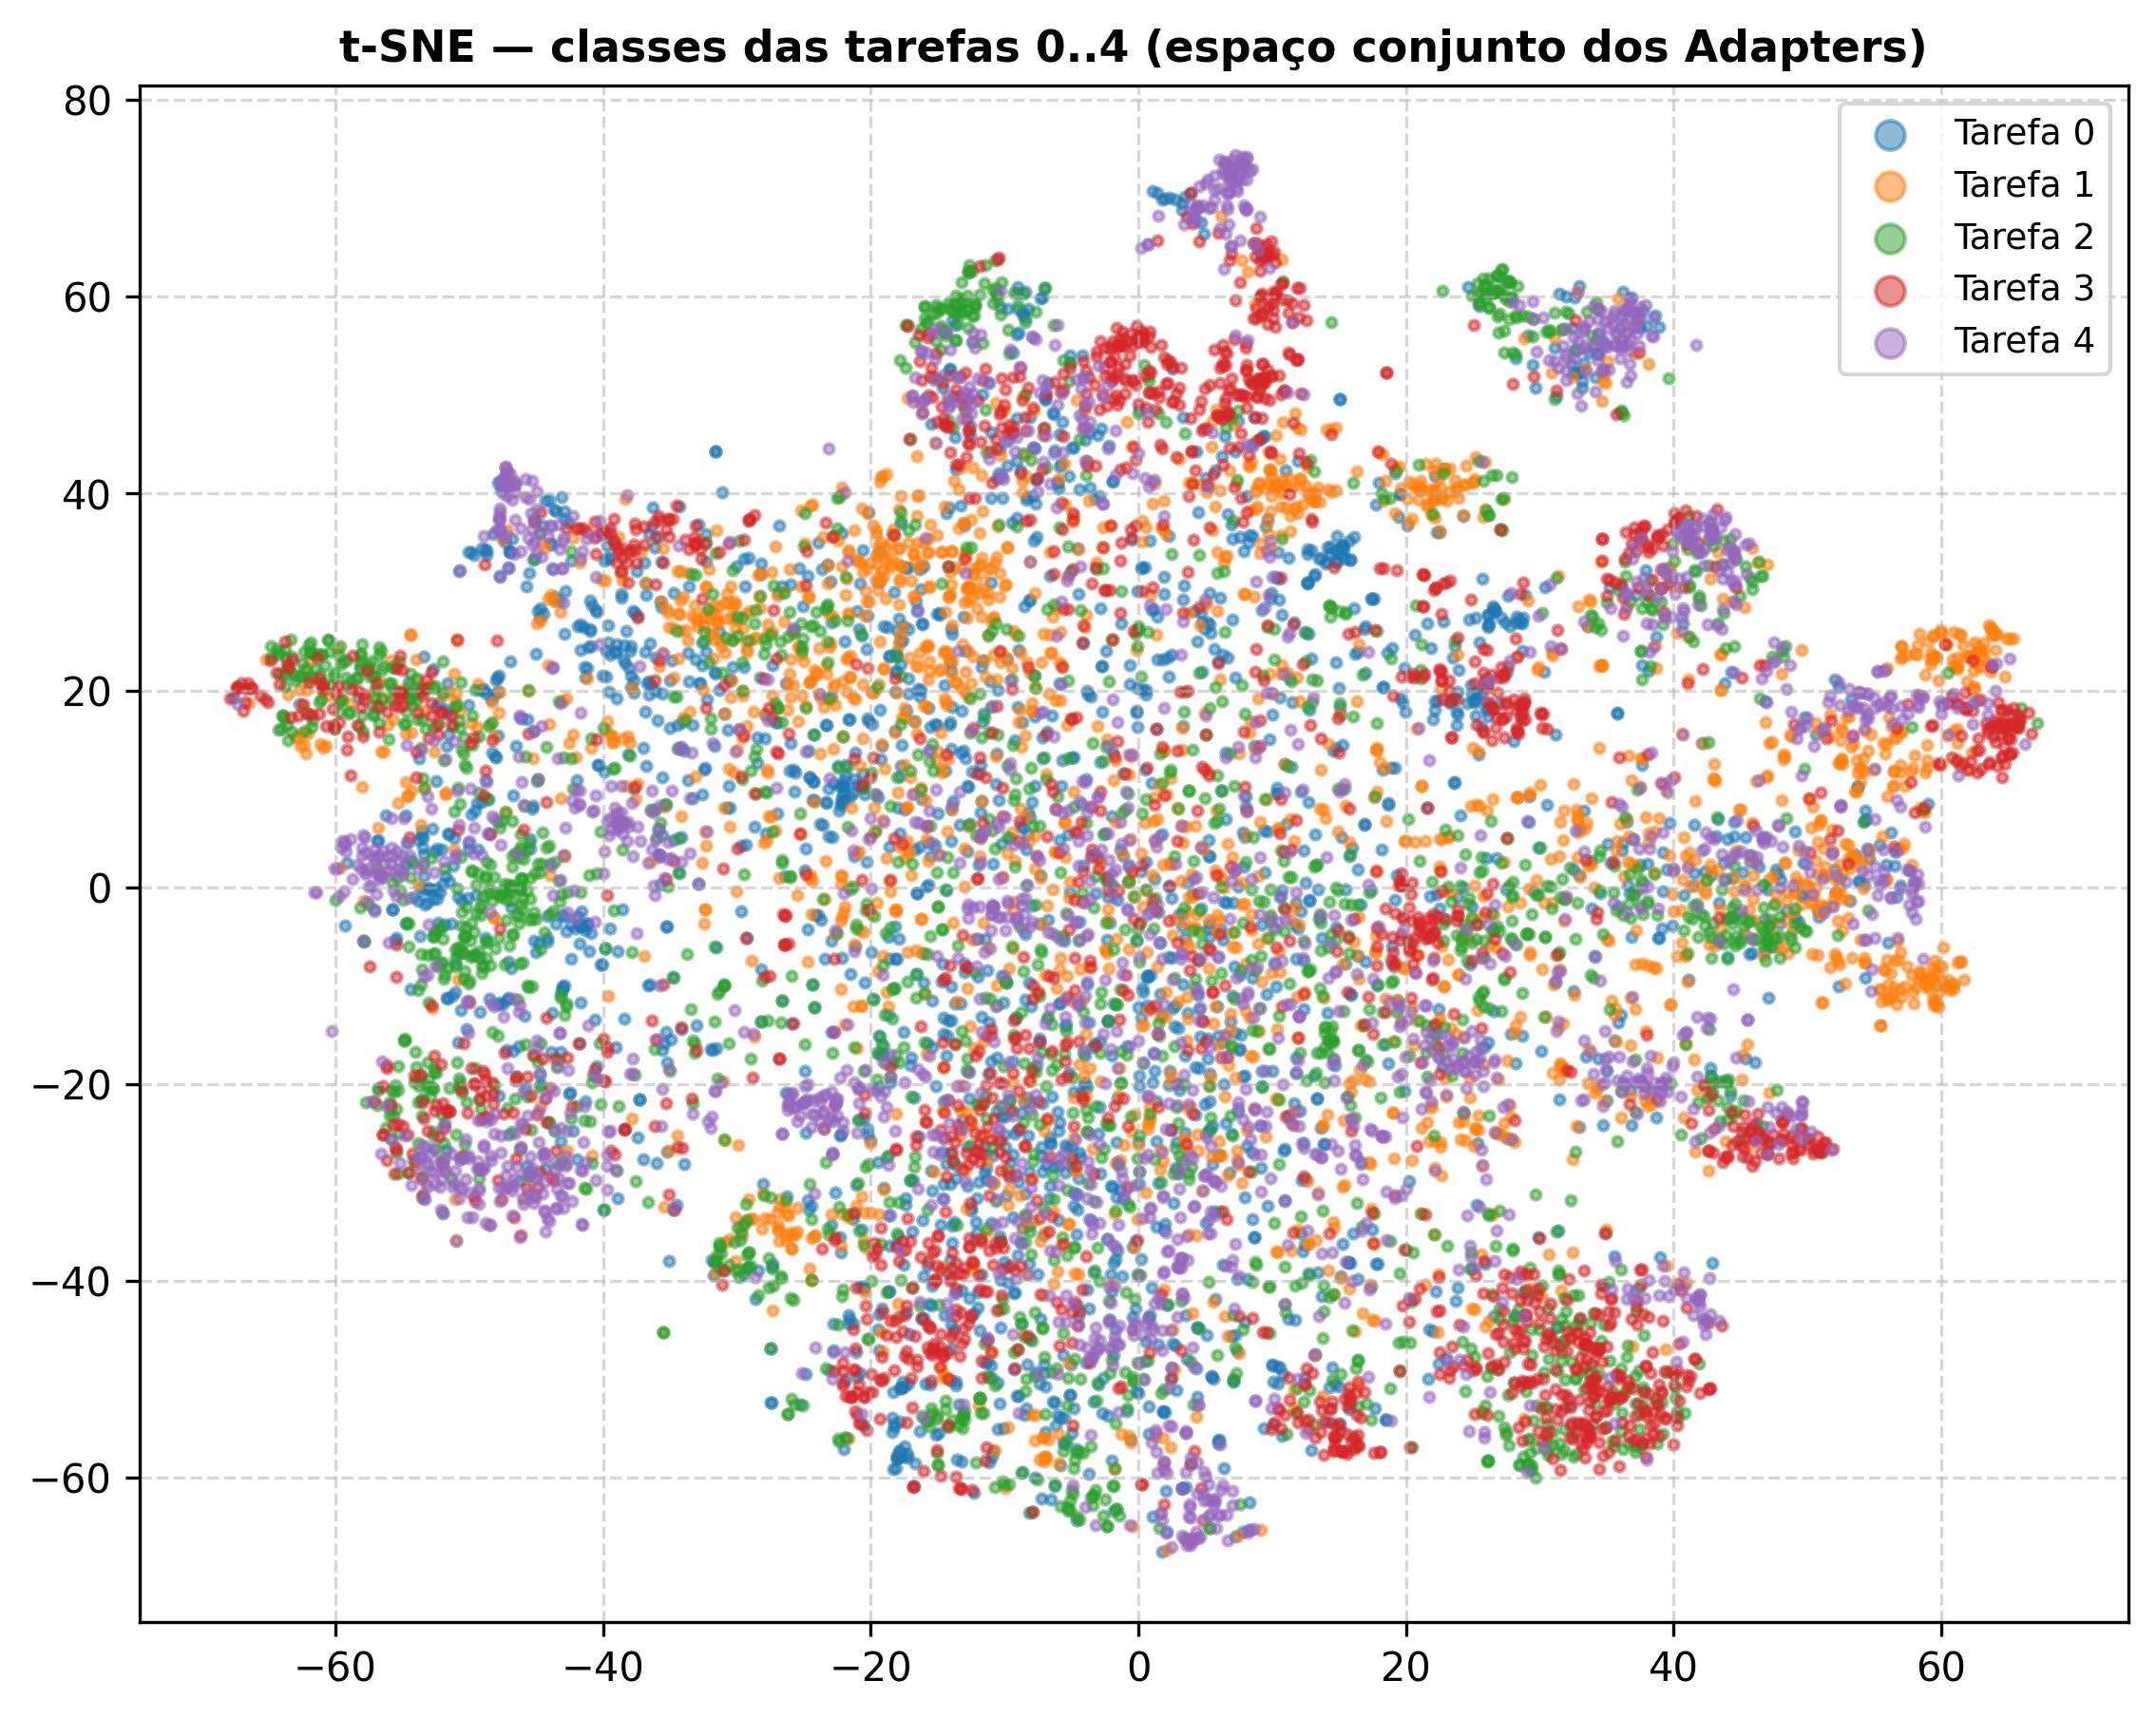 t-SNE — classes das tarefas 0..4 (espaço conjunto dos Adapters)
80
60
40
20
0
−20
−40
−60
−60
−40
−20
0
20
40
60
Tarefa 0
Tarefa 1
Tarefa 2
Tarefa 3
Tarefa 4